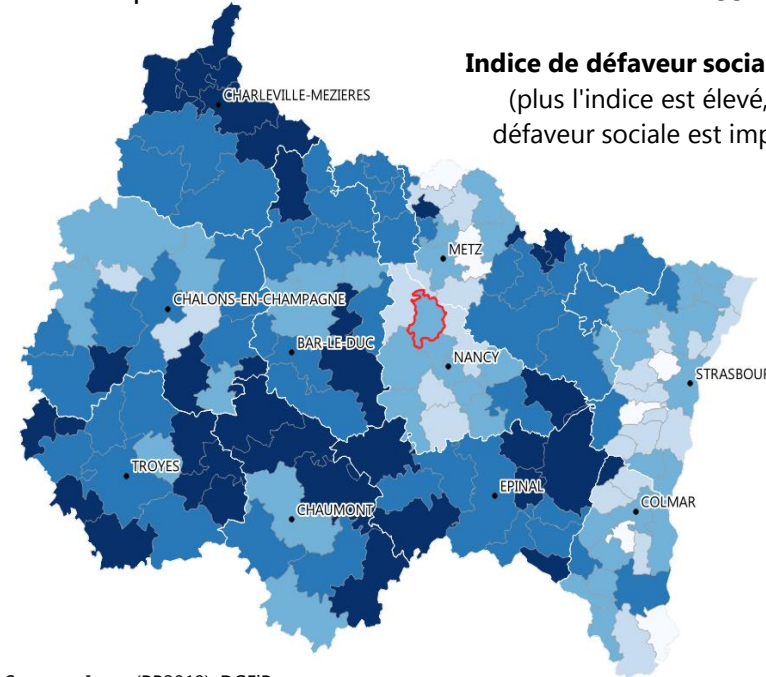 Indice de défaveur socia
(plus l'indice est élevé,
défaveur sociale est imp
CHARLEVILLE-MEZIERES
METZ
CHALONS-EN-CHAMPAGNE
BAR-LE-DUC
NANCY
STRASBOUR
TROYES
EPINAL
CHAUMONT
COLMAR